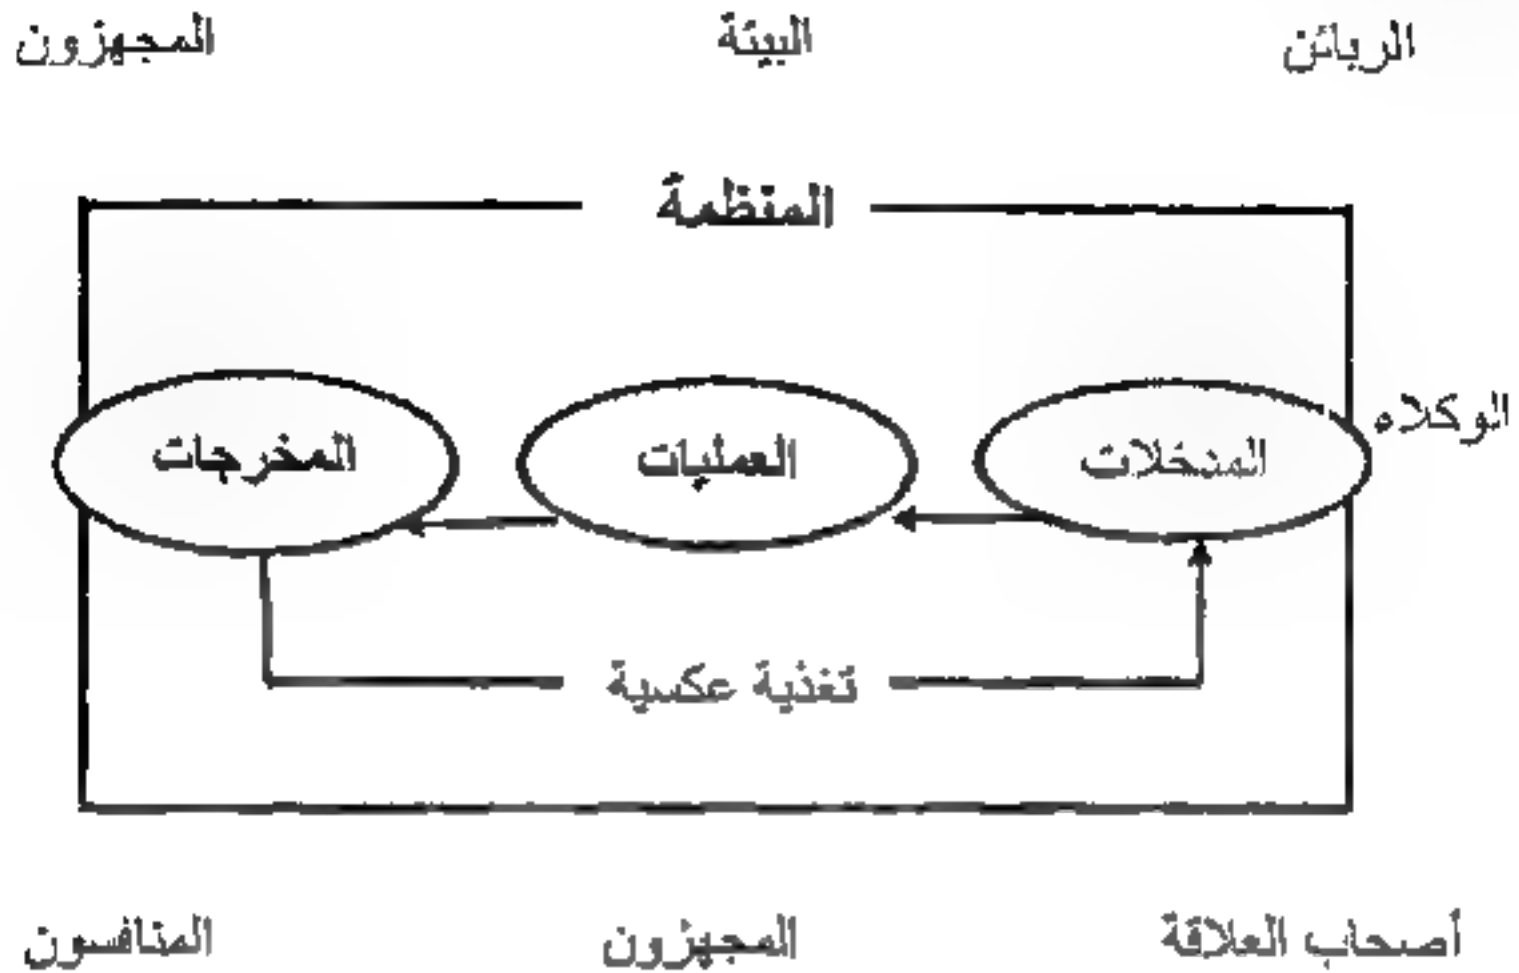 الزبائن البيئة المجهزون
المنظمة
الوكلاء
المدخلات العمليات المخرجات
تغذية عكسية
أصحاب العلاقة المجهزون المنافسون